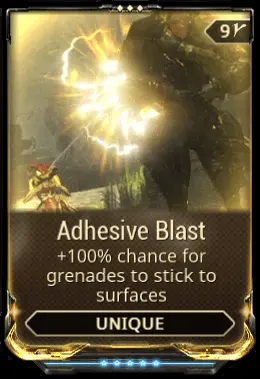 9
Adhesive Blast
+100% chance for
grenades to stick to
surfaces
UNIQUE